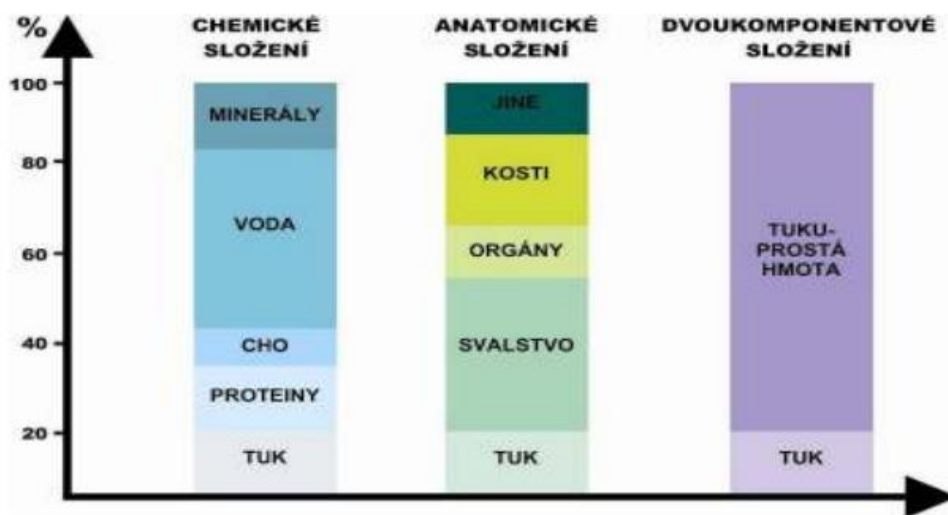 %
CHEMICKÉ
SLOŽENÍ
ANATOMICKÉ
SLOŽENÍ
DVOUKOMPONENTOVÉ
SLOŽENÍ
100
80
60
40
20
MINERÁLY
VODA
CHO
PROTEINY
TUK
JINÉ
KOSTI
ORGÁNY
SVALSTVO
TUK
TUKU-
PROSTÁ
HMOTA
TUK